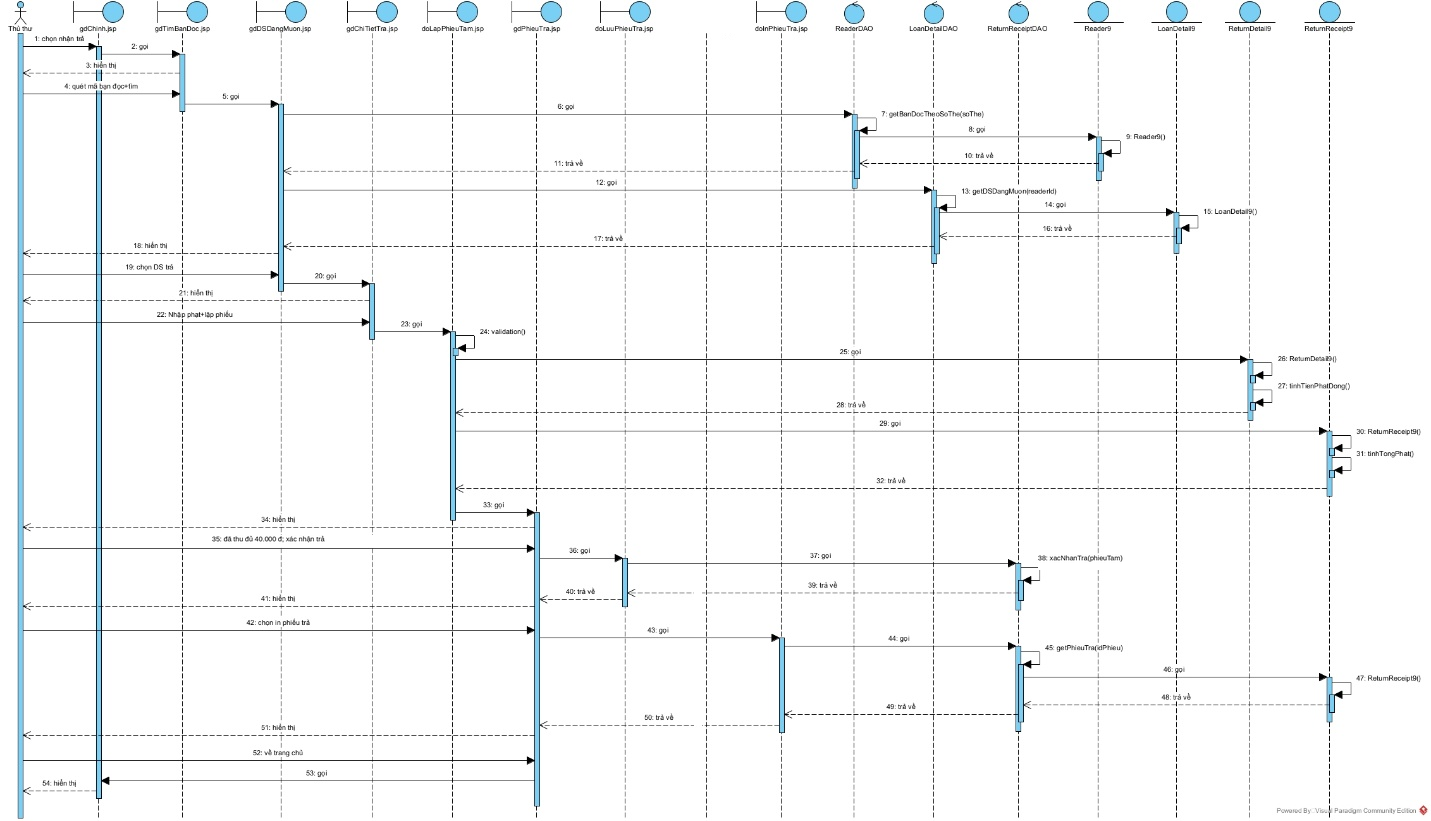 Thủ thư
gdChinh.jsp
gdTimBanDoc.jsp
gdDSDangMuon.jsp
gdChiTietTra.jsp
doLapPhieuTam.jsp
gdPhieuTra.jsp
doLuuPhieuTra.jsp
doInPhieuTra.jsp
ReaderDAO
LoanDetailDAO
ReturnReceiptDAO
Reader9
LoanDetail9
ReturnDetail9
ReturnReceipt9
1: chọn nhận trả
2: gọi
3: hiển thị
4: quét mã bạn đọc+tìm
5: gọi
6: gọi
7: getBanDocTheoSoThe(soThe)
8: gọi
9: Reader9()
10: trả về
11: trả về
12: gọi
13: getDSDangMuon(readerId)
14: gọi
15: LoanDetail9()
16: trả về
17: trả về
18: hiển thị
19: chọn DS trả
20: gọi
21: hiển thị
22: Nhập phạt+lập phiếu
23: gọi
24: validation()
25: gọi
26: ReturnDetail9()
27: tinhTienPhatDong()
28: trả về
29: gọi
30: ReturnReceipt9()
31: tinhTongPhat()
32: trả về
33: gọi
34: hiển thị
35: đã thu đủ 40.000 đ; xác nhận trả
36: gọi
37: gọi
38: xacNhanTra(phieuTam)
39: trả về
40: trả về
41: hiển thị
42: chọn in phiếu trả
43: gọi
44: gọi
45: getPhieuTra(idPhieu)
46: gọi
47: ReturnReceipt9()
48: trả về
49: trả về
50: trả về
51: hiển thị
52: về trang chủ
53: gọi
54: hiển thị
Powered By: Visual Paradigm Community Edition